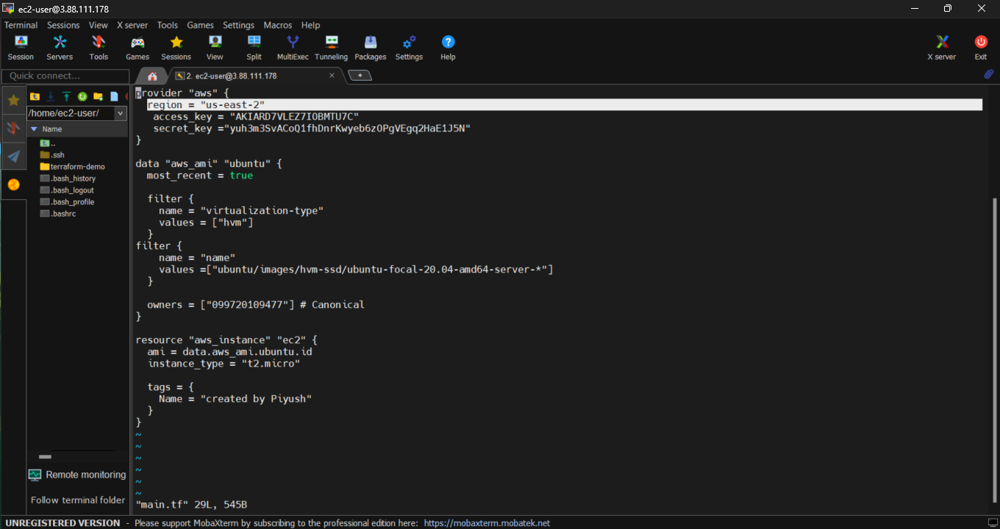 ec2-user@3.88.111.178
Terminal Sessions View X server Tools Games Settings Macros Help
Session Servers Tools Games Sessions View Split MultiExec Tunneling Packages Settings Help X server Exit
Quick connect...
2. ec2-user@3.88.111.178
/home/ec2-user/
Name
..
.ssh
terraform-demo
.bash_history
.bash_logout
.bash_profile
.bashrc
Remote monitoring
Follow terminal folder
provider "aws" {
region = "us-east-2"
access_key = "AKIARD7VLEZ7IOBMTU7C"
secret_key ="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"
}
data "aws_ami" "ubuntu" {
most_recent = true
filter {
name = "virtualization-type"
values = ["hvm"]
}
filter {
name = "name"
values =["ubuntu/images/hvm-ssd/ubuntu-focal-20.04-amd64-server-*"]
}
owners = ["099720109477"] # Canonical
}
resource "aws_instance" "ec2" {
ami = data.aws_ami.ubuntu.id
instance_type = "t2.micro"
tags = {
Name = "created by Piyush"
}
}
~
~
~
~
~
~
"main.tf" 29L, 545B
UNREGISTERED VERSION - Please support MobaXterm by subscribing to the professional edition here: https://mobaxterm.mobatek.net